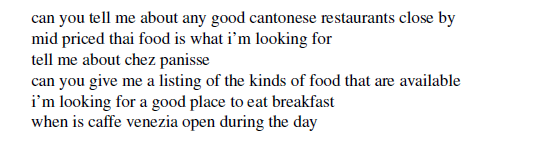 can you tell me about any good cantonese restaurants close by
mid priced thai food is what i’m looking for
tell me about chez panisse
can you give me a listing of the kinds of food that are available
i’m looking for a good place to eat breakfast
when is caffe venezia open during the day